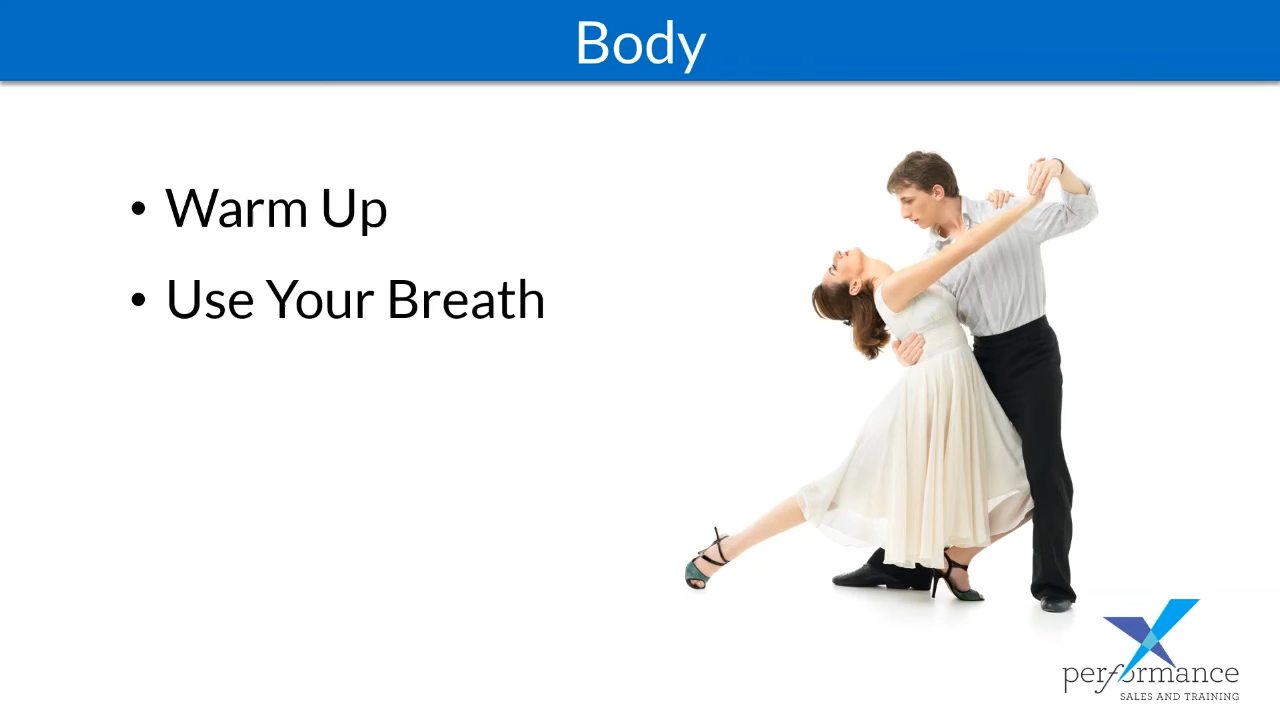 Body
• Warm Up
• Use Your Breath
performance
SALES AND TRAINING